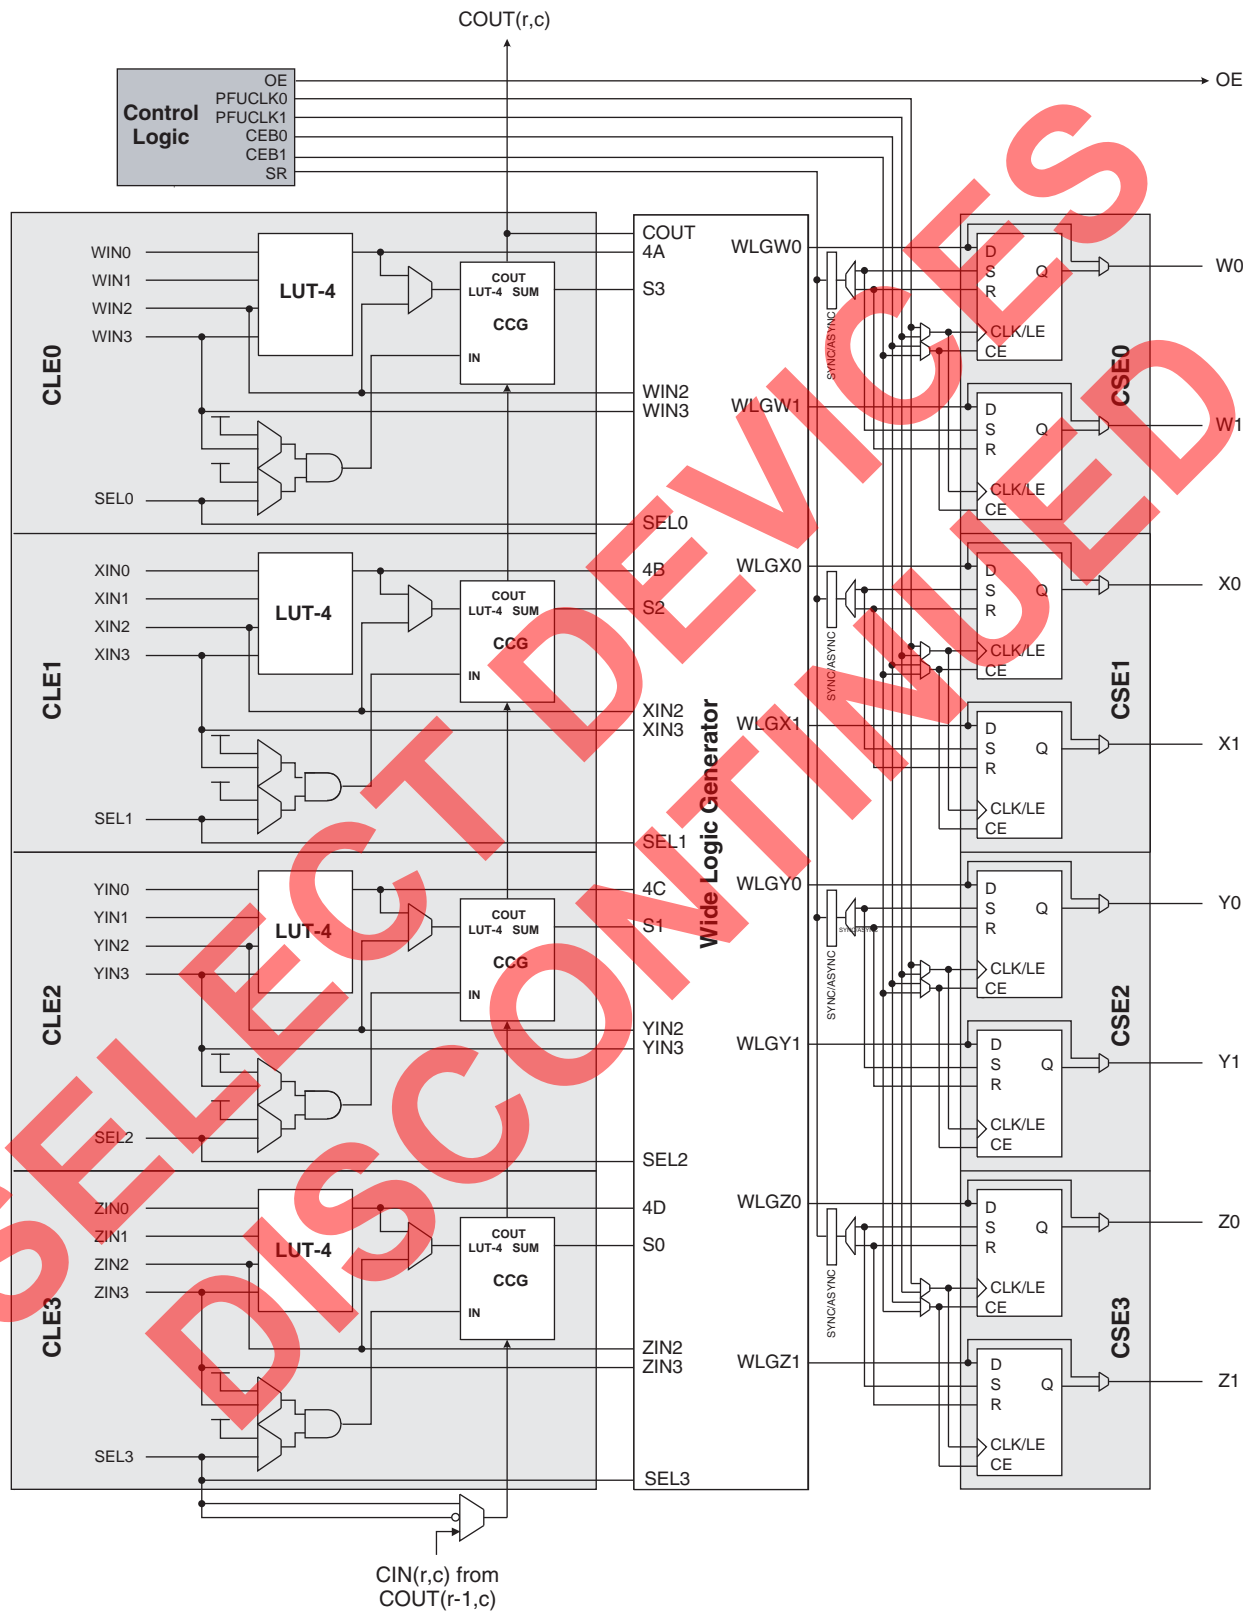 COUT(r,c)
Control
Logic
OE
PFUCLK0
PFUCLK1
CEB0
CEB1
SR
OE
CLE0
WIN0
WIN1
WIN2
WIN3
SEL0
LUT-4
COUT
LUT-4 SUM
CCG
IN
COUT
4A
S3
WIN2
WIN3
SEL0
CLE1
XIN0
XIN1
XIN2
XIN3
SEL1
LUT-4
COUT
LUT-4 SUM
CCG
IN
4B
S2
XIN2
XIN3
SEL1
CLE2
YIN0
YIN1
YIN2
YIN3
SEL2
LUT-4
COUT
LUT-4 SUM
CCG
IN
4C
S1
YIN2
YIN3
SEL2
CLE3
ZIN0
ZIN1
ZIN2
ZIN3
SEL3
LUT-4
COUT
LUT-4 SUM
CCG
IN
4D
S0
ZIN2
ZIN3
SEL3
CIN(r,c) from
COUT(r-1,c)
Wide Logic Generator
WLGW0
WLGW1
WLGX0
WLGX1
WLGY0
WLGY1
WLGZ0
WLGZ1
SYNC/ASYNC
D
S
Q
R
CLK/LE
CE
W0
CSE0
D
S
Q
R
CLK/LE
CE
W1
SYNC/ASYNC
D
S
Q
R
CLK/LE
CE
X0
CSE1
D
S
Q
R
CLK/LE
CE
X1
SYNC/ASYNC
SYNC/ASYNC
D
S
Q
R
CLK/LE
CE
Y0
CSE2
D
S
Q
R
CLK/LE
CE
Y1
SYNC/ASYNC
D
S
Q
R
CLK/LE
CE
Z0
CSE3
D
S
Q
R
CLK/LE
CE
Z1
SELECT DEVICES
DISCONTINUED